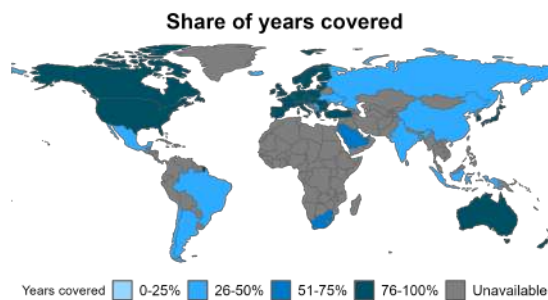 Share of years covered
Years covered 0-25% 26-50% 51-75% 76-100% Unavailable